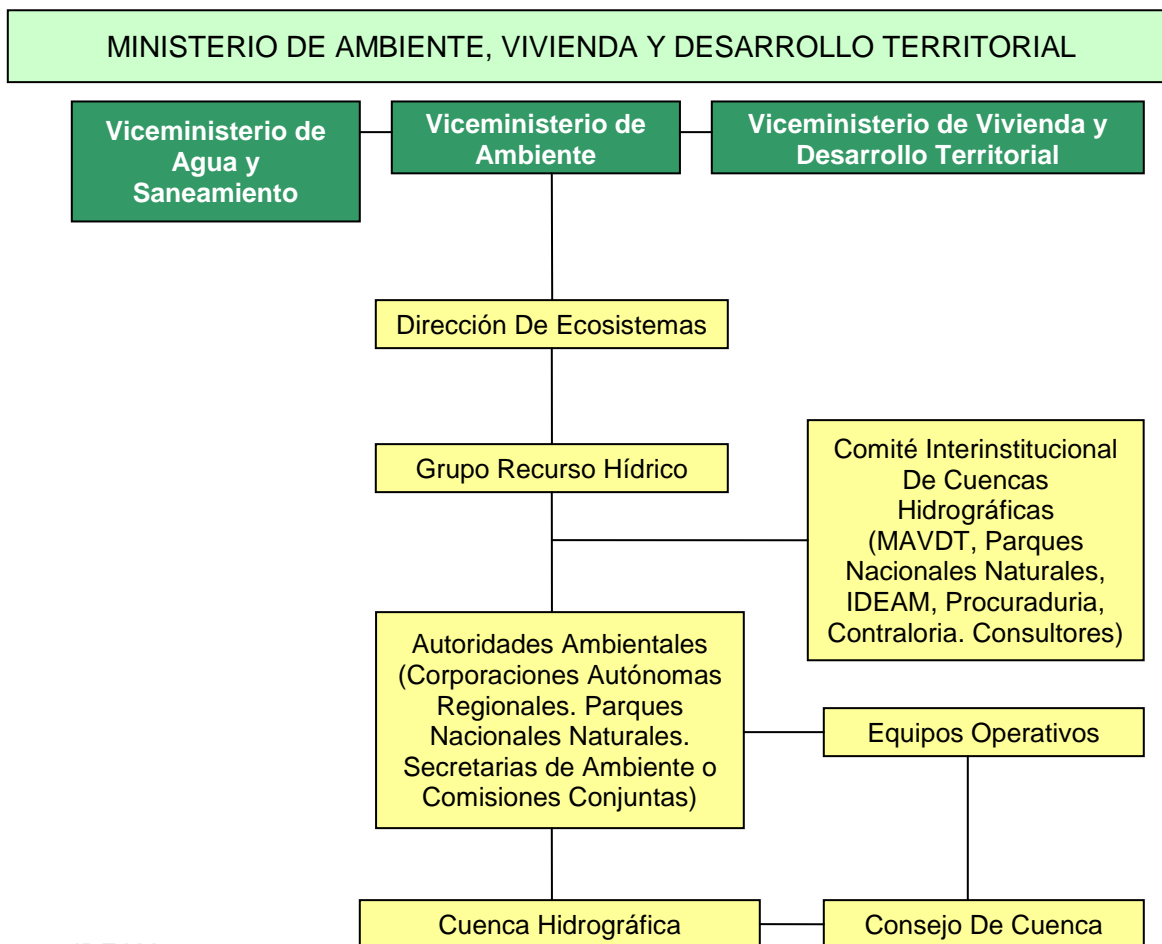 MINISTERIO DE AMBIENTE, VIVIENDA Y DESARROLLO TERRITORIAL
Viceministerio de
Agua y
Saneamiento
Viceministerio de
Ambiente
Viceministerio de Vivienda y
Desarrollo Territorial
Dirección De Ecosistemas
Grupo Recurso Hídrico
Comité Interinstitucional
De Cuencas
Hidrográficas
(MAVDT, Parques
Nacionales Naturales,
IDEAM, Procuraduria,
Contraloria. Consultores)
Autoridades Ambientales
(Corporaciones Autónomas
Regionales. Parques
Nacionales Naturales.
Secretarias de Ambiente o
Comisiones Conjuntas)
Equipos Operativos
Cuenca Hidrográfica
Consejo De Cuenca